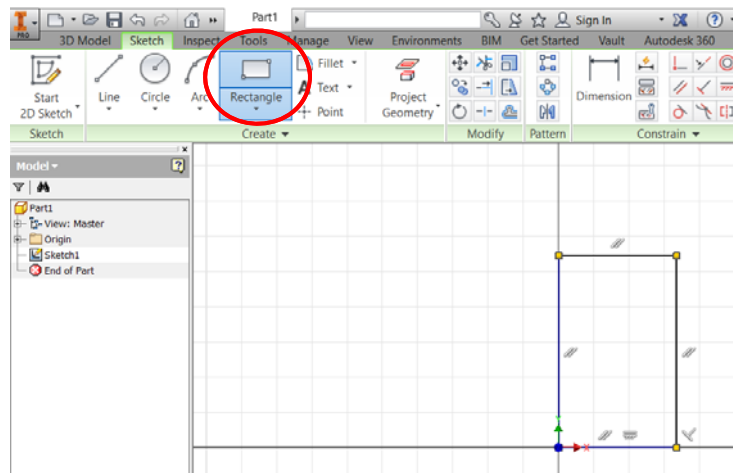 PRO
Part1
Sign In
3D Model Sketch Inspect Tools Manage View Environments BIM Get Started Vault Autodesk 360
Start
2D Sketch
Line
Circle
Arc
Rectangle
Fillet
A Text
Point
Project
Geometry
Dimension
Sketch
Create
Modify
Pattern
Constrain
Model
Part1
View: Master
Origin
Sketch1
End of Part